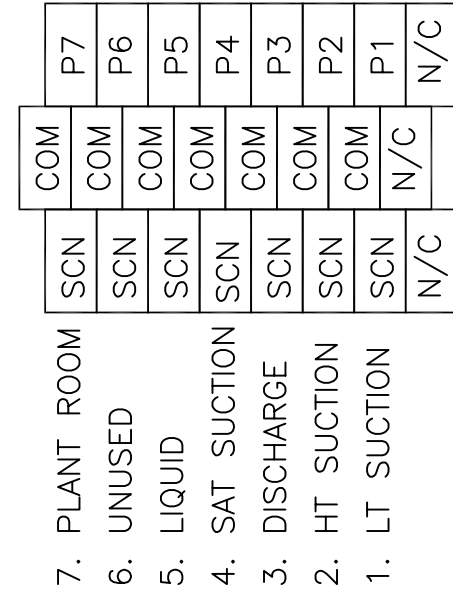 7. PLANT ROOM SCN COM P7
6. UNUSED SCN COM P6
5. LIQUID SCN COM P5
4. SAT SUCTION SCN COM P4
3. DISCHARGE SCN COM P3
2. HT SUCTION SCN COM P2
1. LT SUCTION SCN COM P1
N/C N/C N/C